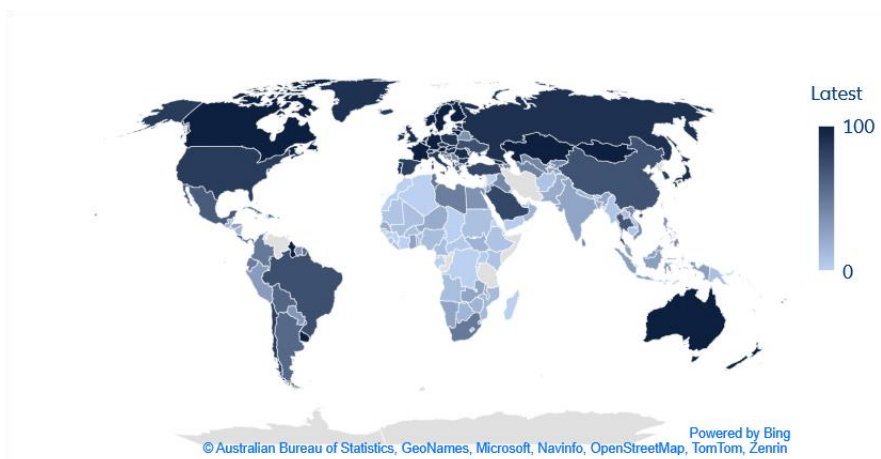 Latest
100
0
Powered by Bing
© Australian Bureau of Statistics, GeoNames, Microsoft, Navinfo, OpenStreetMap, TomTom, Zenrin